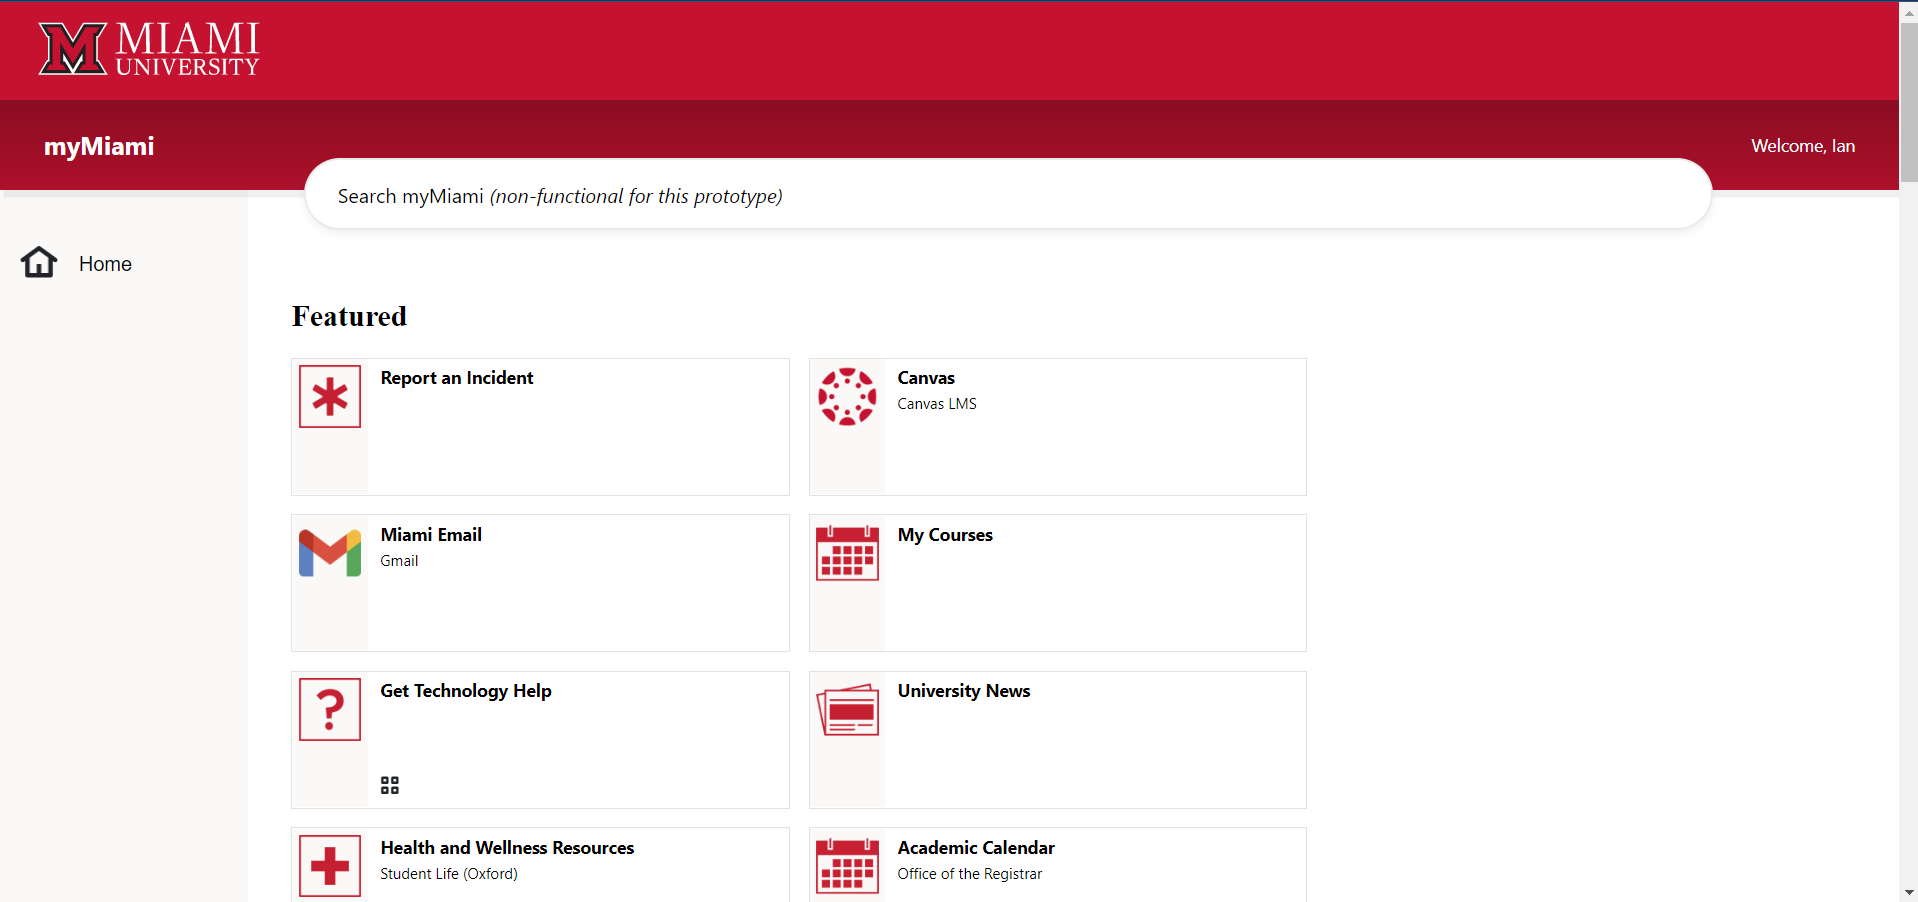 MIAMI
UNIVERSITY
myMiami
Welcome, Ian
Search myMiami (non-functional for this prototype)
Home
Featured
Report an Incident
Canvas
Canvas LMS
Miami Email
Gmail
My Courses
Get Technology Help
University News
Health and Wellness Resources
Student Life (Oxford)
Academic Calendar
Office of the Registrar